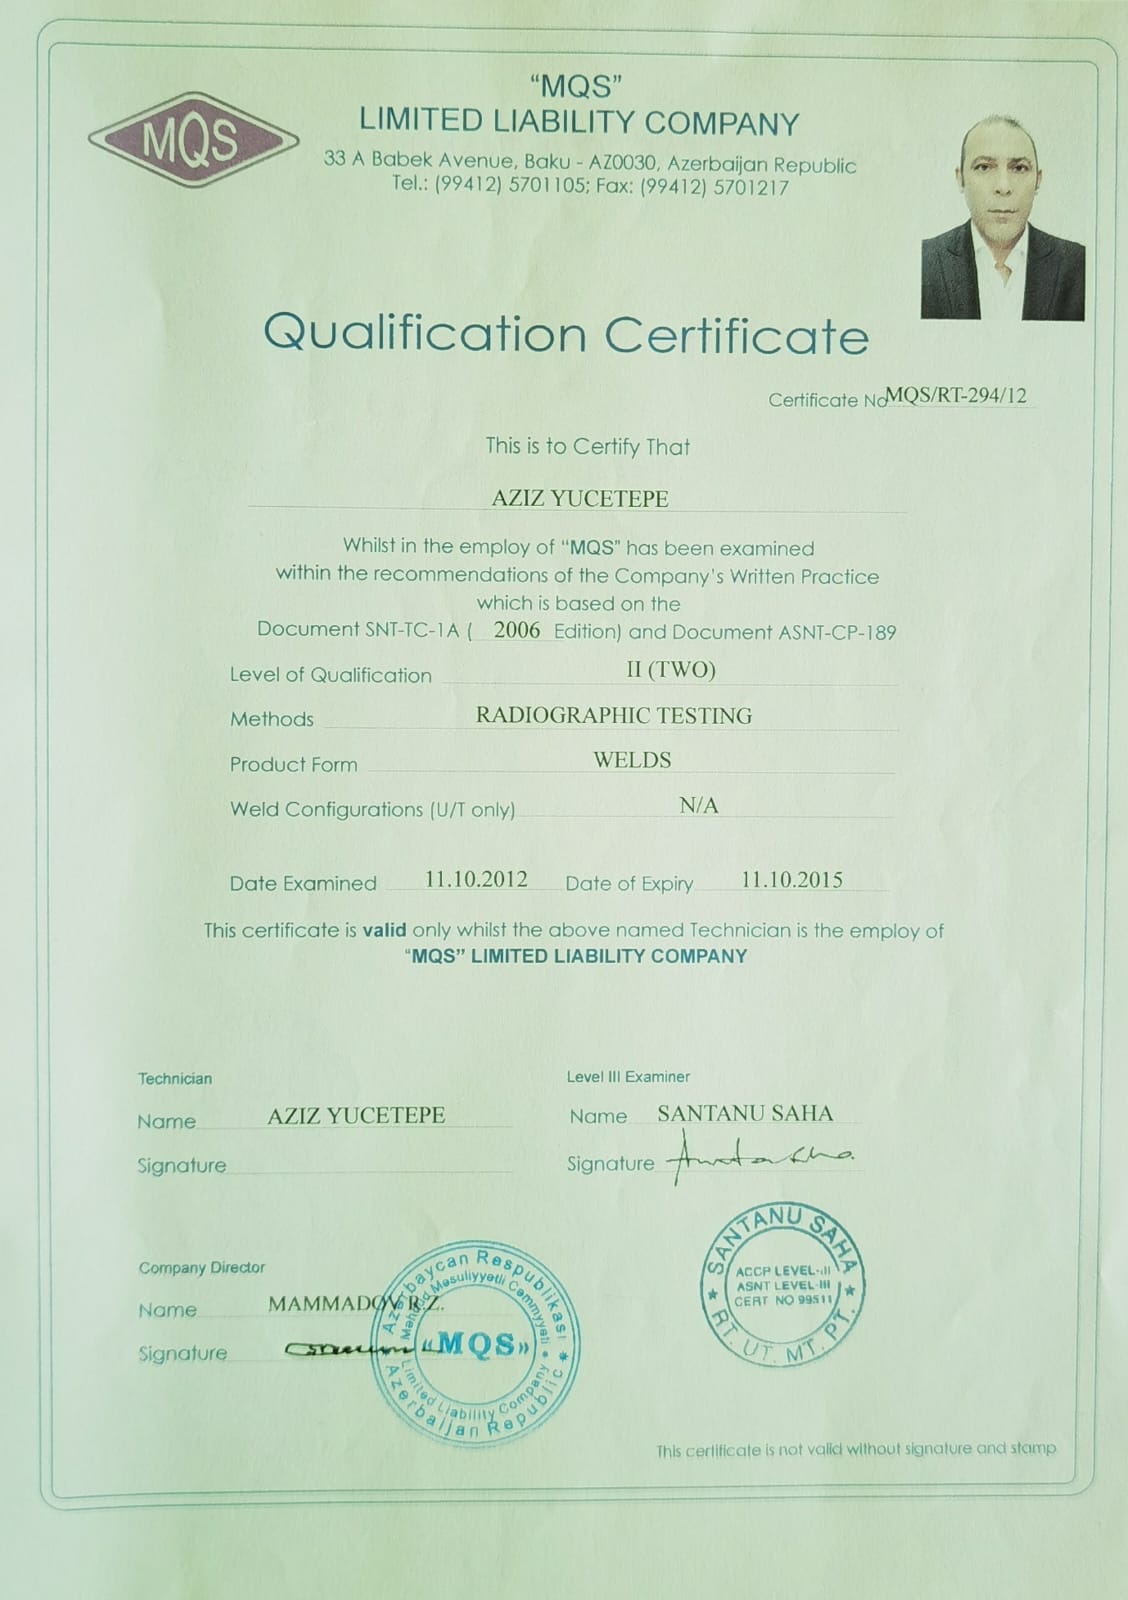 MQS
“MQS”
LIMITED LIABILITY COMPANY
33 A Babek Avenue, Baku - AZ0030, Azerbaijan Republic
Tel.: (99412) 5701105; Fax: (99412) 5701217
Qualification Certificate
Certificate No MQS/RT-294/12
This is to Certify That
AZIZ YUCETEPE
Whilst in the employ of “MQS” has been examined
within the recommendations of the Company's Written Practice
which is based on the
Document SNT-TC-1A ( 2006 Edition) and Document ASNT-CP-189
Level of Qualification II (TWO)
Methods RADIOGRAPHIC TESTING
Product Form WELDS
Weld Configurations (U/T only) N/A
Date Examined 11.10.2012 Date of Expiry 11.10.2015
This certificate is valid only whilst the above named Technician is the employ of
“MQS” LIMITED LIABILITY COMPANY
Technician
Name AZIZ YUCETEPE
Signature
Level III Examiner
Name SANTANU SAHA
Signature
SANTANU SAHA
ACCP LEVEL-II
ASNT LEVEL-III
CERT NO 99511
RT. UT. MT. PT.
Company Director
Name MAMMADOV R.Z.
Signature
Azərbaycan Respublikası
Məhdud Məsuliyyətli Cəmiyyəti
«MQS»
Limited Liability Company
Azerbaijan Republic
This certificate is not valid without signature and stamp